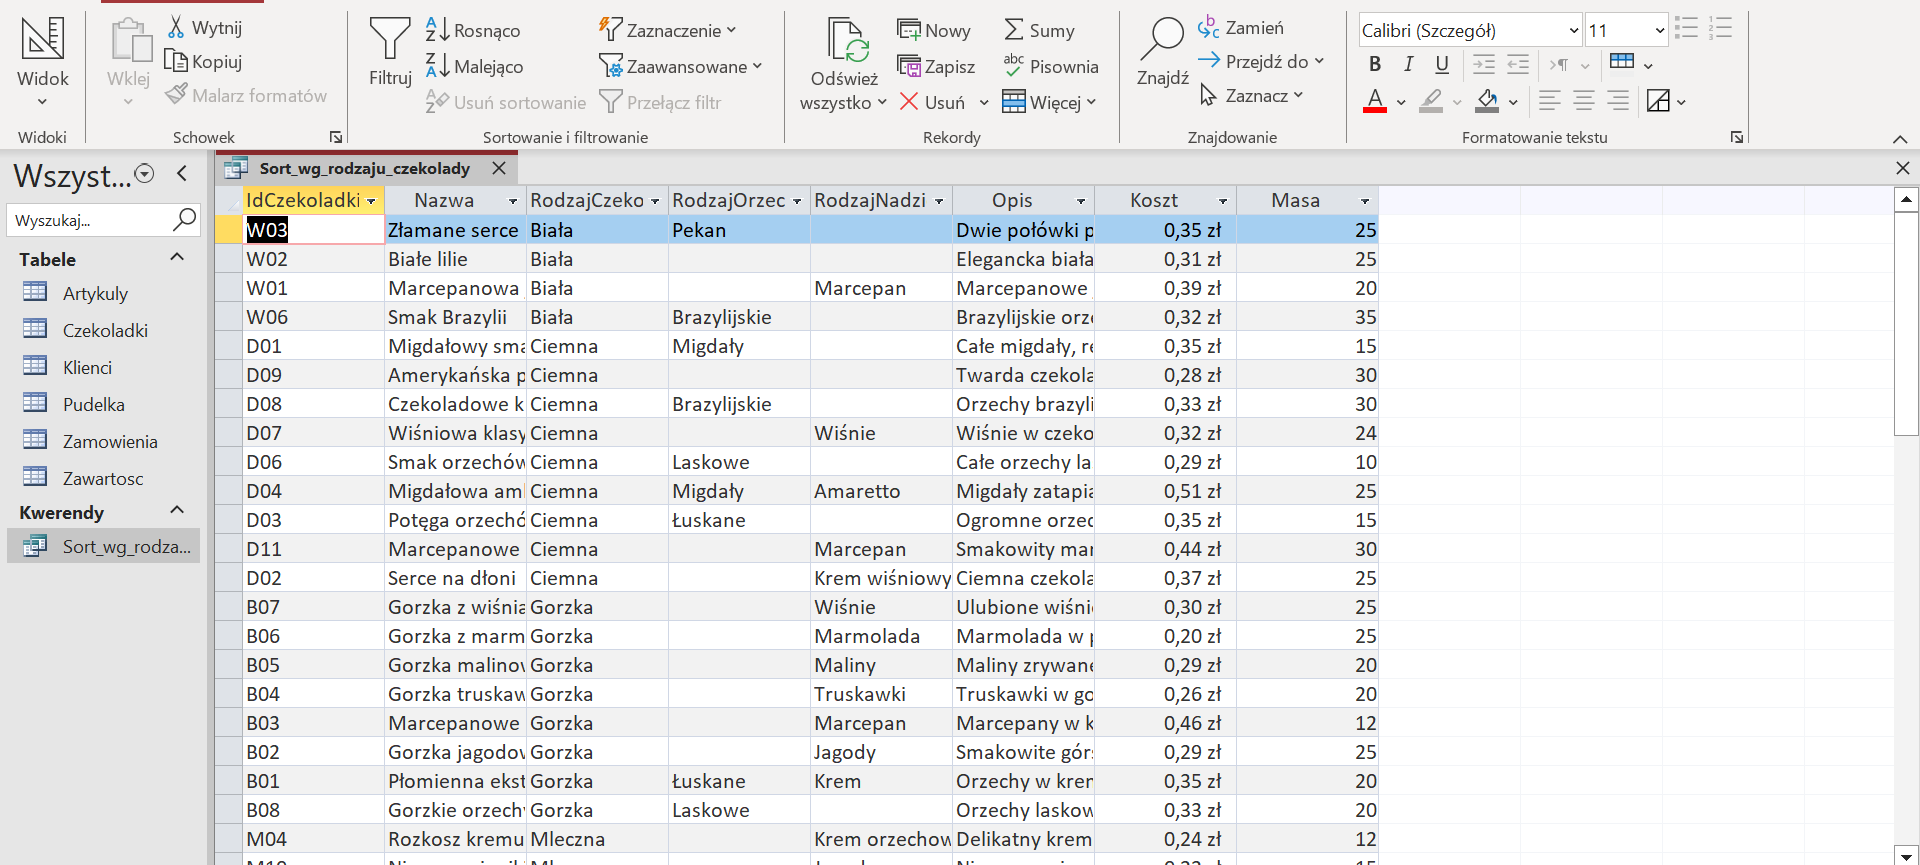 Widok
Widoki
Wklej
Wytnij
Kopiuj
Malarz formatów
Schowek
Filtruj
Rosnąco
Malejąco
Usuń sortowanie
Zaznaczenie
Zaawansowane
Przełącz filtr
Sortowanie i filtrowanie
Odśwież
wszystko
Nowy
Zapisz
Usuń
Sumy
Pisownia
Więcej
Rekordy
Znajdź
Zamień
Przejdź do
Zaznacz
Znajdowanie
Calibri (Szczegół) 11
B I U
A
Formatowanie tekstu
Wszyst...
Wyszukaj...
Tabele
Artykuly
Czekoladki
Klienci
Pudelka
Zamowienia
Zawartosc
Kwerendy
Sort_wg_rodza...
Sort_wg_rodzaju_czekolady
IdCzekoladki Nazwa RodzajCzeko RodzajOrzec RodzajNadzi Opis Koszt Masa
W03 Złamane serce Biała Pekan Dwie połówki p 0,35 zł 25
W02 Białe lilie Biała Elegancka biała 0,31 zł 25
W01 Marcepanowa Biała Marcepan Marcepanowe 0,39 zł 20
W06 Smak Brazylii Biała Brazylijskie Brazylijskie orze 0,32 zł 35
D01 Migdałowy sma Ciemna Migdały Całe migdały, re 0,35 zł 15
D09 Amerykańska p Ciemna Twarda czekola 0,28 zł 30
D08 Czekoladowe k Ciemna Brazylijskie Orzechy brazyli 0,33 zł 30
D07 Wiśniowa klasy Ciemna Wiśnie Wiśnie w czeko 0,32 zł 24
D06 Smak orzechów Ciemna Laskowe Całe orzechy la 0,29 zł 10
D04 Migdałowa aml Ciemna Migdały Amaretto Migdały zatapia 0,51 zł 25
D03 Potęga orzechó Ciemna Łuskane Ogromne orzec 0,35 zł 15
D11 Marcepanowe Ciemna Marcepan Smakowity mar 0,44 zł 30
D02 Serce na dłoni Ciemna Krem wiśniowy Ciemna czekola 0,37 zł 25
B07 Gorzka z wiśnia Gorzka Wiśnie Ulubione wiśni 0,30 zł 25
B06 Gorzka z marm Gorzka Marmolada Marmolada w p 0,20 zł 25
B05 Gorzka malinow Gorzka Maliny Maliny zrywane 0,29 zł 20
B04 Gorzka truskaw Gorzka Truskawki Truskawki w go 0,26 zł 20
B03 Marcepanowe Gorzka Marcepan Marcepany w k 0,46 zł 12
B02 Gorzka jagodow Gorzka Jagody Smakowite górs 0,29 zł 25
B01 Płomienna ekst Gorzka Łuskane Krem Orzechy w krem 0,35 zł 20
B08 Gorzkie orzechy Gorzka Laskowe Orzechy laskow 0,33 zł 20
M04 Rozkosz kremu Mleczna Krem orzechow Delikatny krem 0,24 zł 12